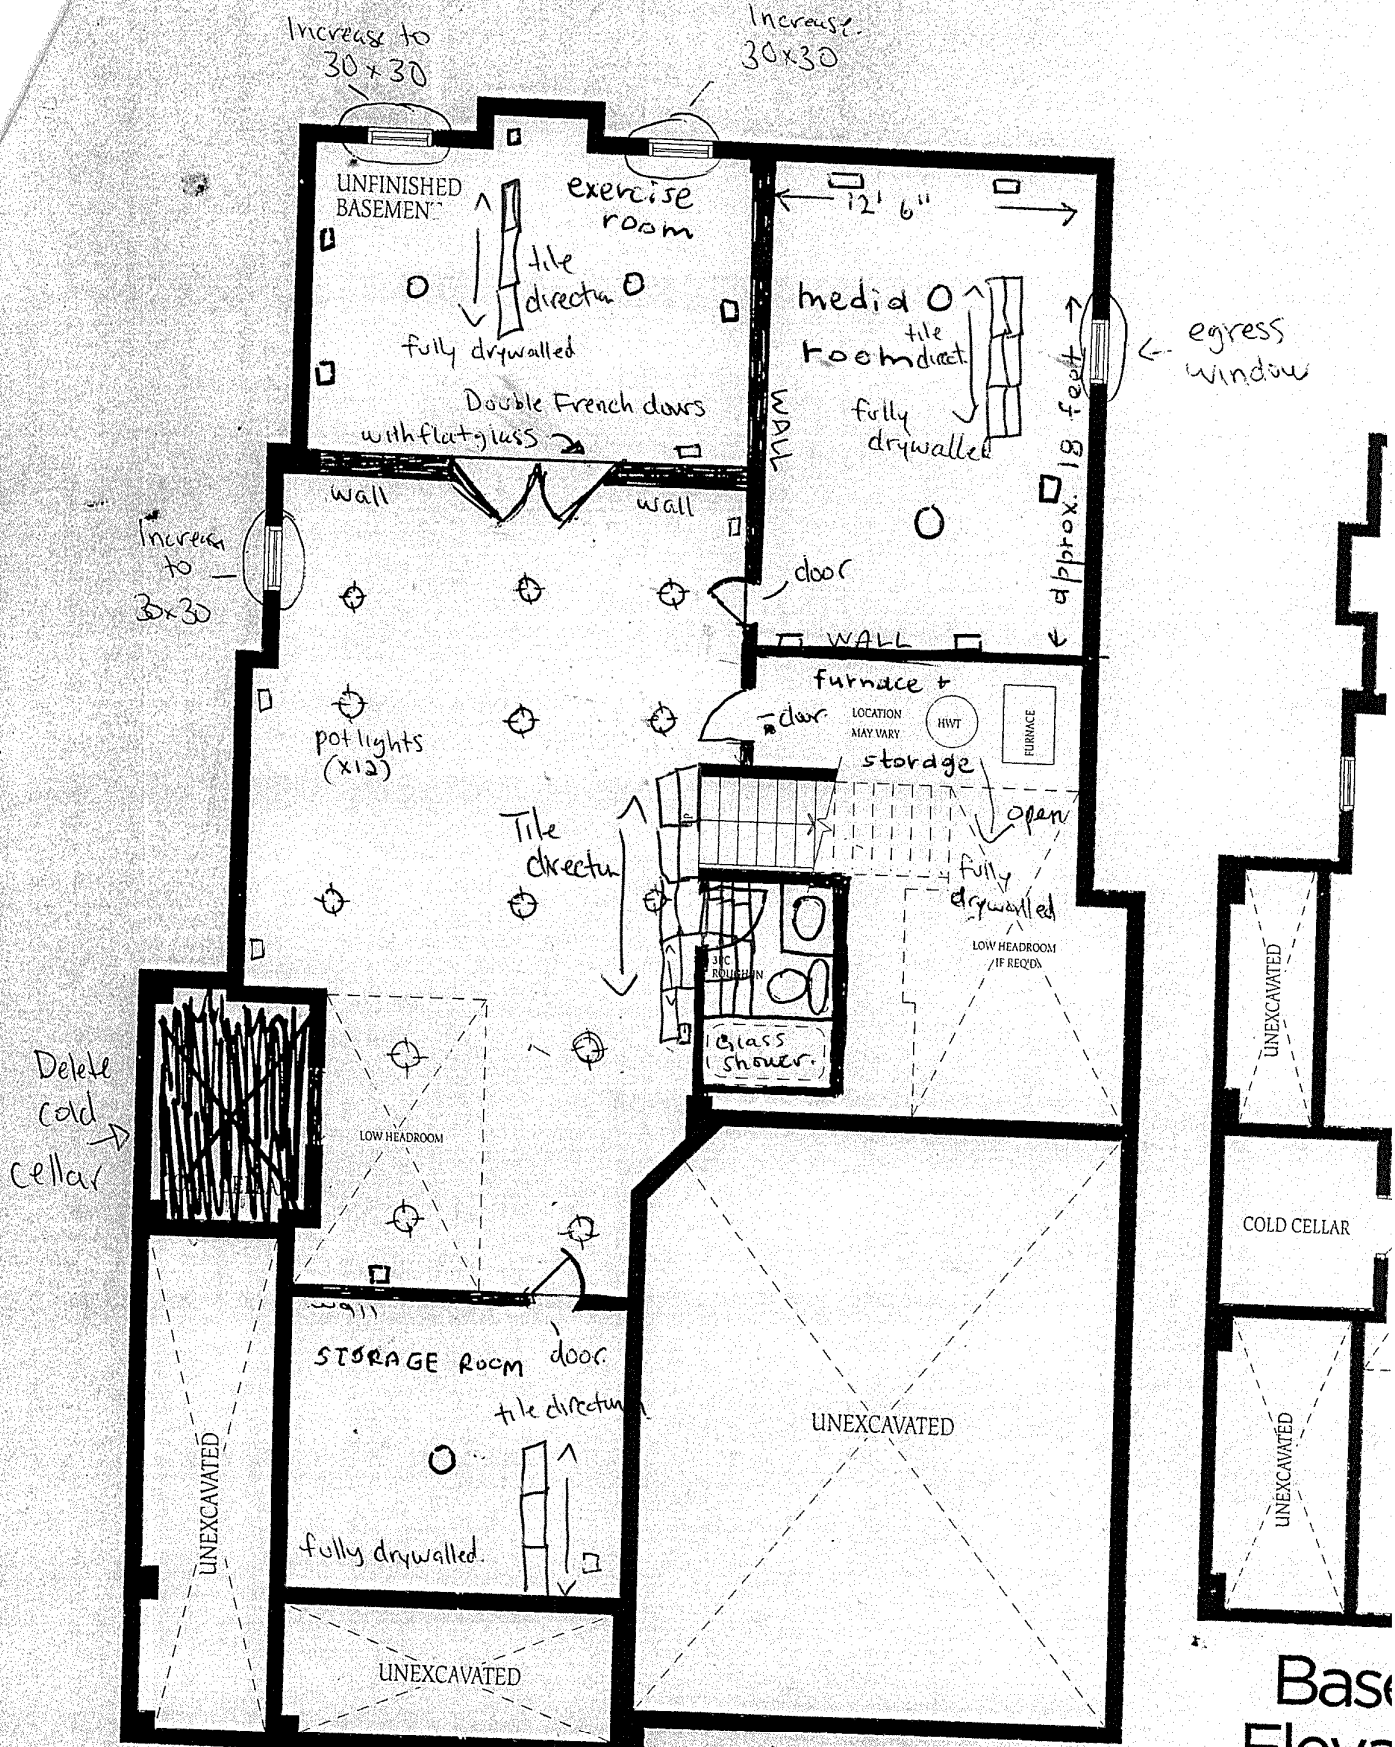 Increase to
30x30
Increase
30x30
UNFINISHED
BASEMENT
exercise
room
tile
direction
fully drywalled
Double French doors
with flat glass
wall
wall
12' 6"
media
room
tile
direct.
fully
drywalled
WALL
approx. 18 feet
egress
window
Increase
to
30x30
door
WALL
furnace +
door
LOCATION
MAY VARY
HWT
FURNACE
storage
open
fully
drywalled
LOW HEADROOM
IF REQ'D
pot lights
(x12)
Tile
direction
3PC
ROUGH IN
Glass
shower
Delete
cold
cellar
LOW HEADROOM
wall
STORAGE ROOM
door
tile direction
fully drywalled.
UNEXCAVATED
UNEXCAVATED
UNEXCAVATED
UNEXCAVATED
COLD CELLAR
UNEXCAVATED
Base
Eleva